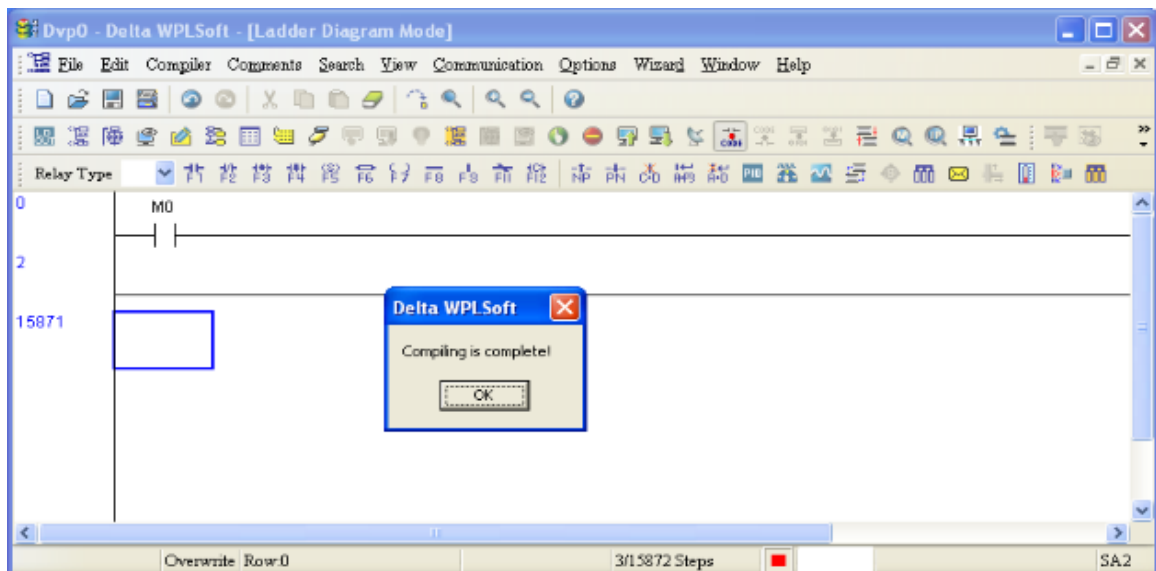 Dvp0 - Delta WPLSoft - [Ladder Diagram Mode]
File Edit Compiler Comments Search View Communication Options Wizard Window Help
Relay Type
0
M0
2
15871
Delta WPLSoft
Compiling is complete!
OK
Overwrite Row:0 3/15872 Steps SA2